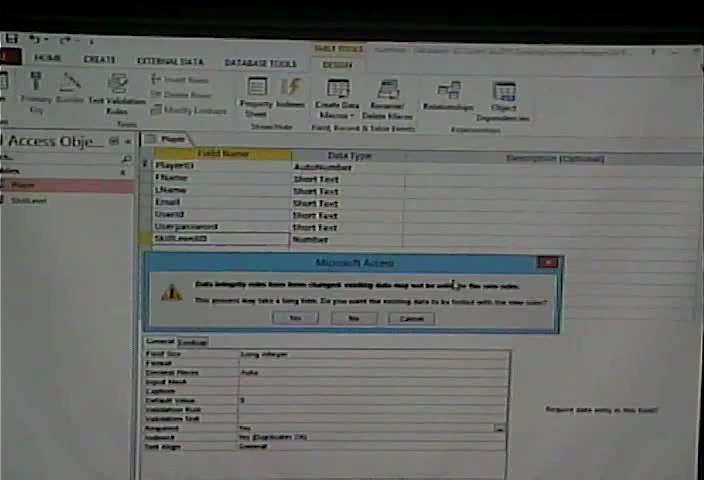 TABLE TOOLS
HOME CREATE EXTERNAL DATA DATABASE TOOLS DESIGN
Primary Key
Builder
Test Validation Rules
Insert Rows
Delete Rows
Modify Lookups
Tools
Property Sheet
Indexes
Show/Hide
Create Data Macros
Rename/ Delete Macro
Field, Record & Table Events
Relationships
Object Dependencies
Relationships
Access Obje...
Player
SkillLevel
Player
Field Name Data Type Description (Optional)
PlayerID AutoNumber
FName Short Text
LName Short Text
Email Short Text
UserId Short Text
Userpassword Short Text
SkillLevelID Number
Microsoft Access
Data integrity rules have been changed; existing data may not be valid for the new rules.
This process may take a long time. Do you want the existing data to be tested with the new rules?
Yes No Cancel
General Lookup
Field Size Long Integer
Format
Decimal Places Auto
Input Mask
Caption
Default Value 0
Validation Rule
Validation Text
Required Yes
Indexed Yes (Duplicates OK)
Text Align General
Require data entry in this field?